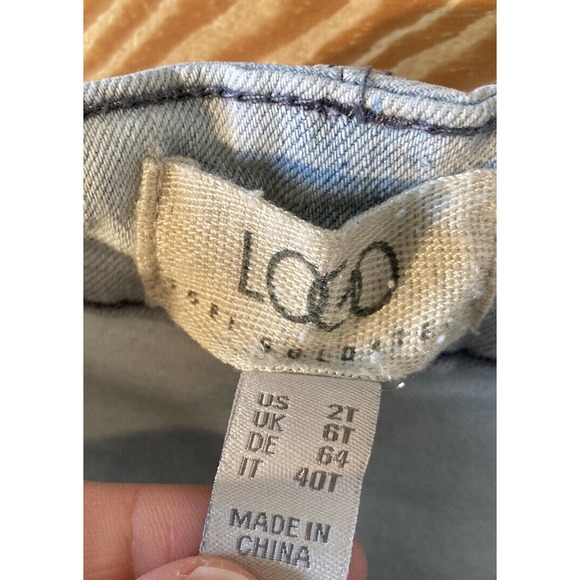 LOGO
US 2T
UK 6T
DE 64
IT 40T
MADE IN
CHINA